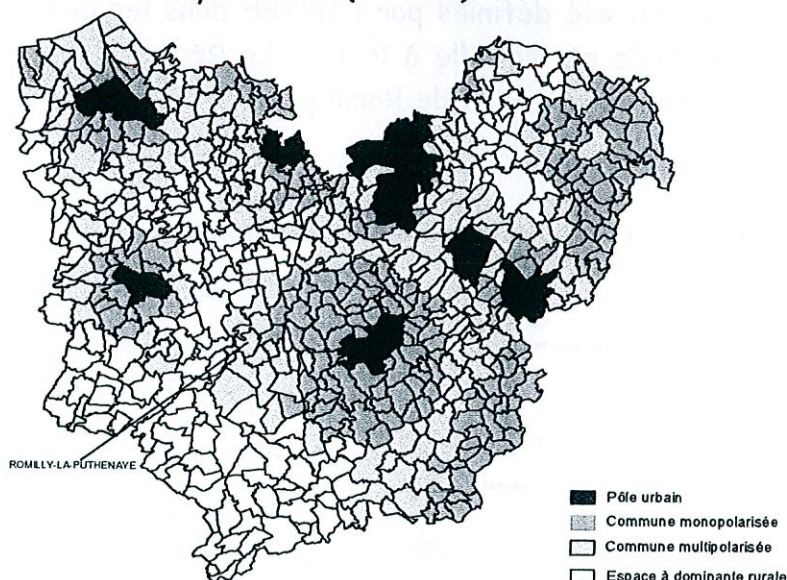 ROMILLY-LA-PUTHENAYE
Pôle urbain
Commune monopolarisée
Commune multipolarisée
Espace à dominante rurale